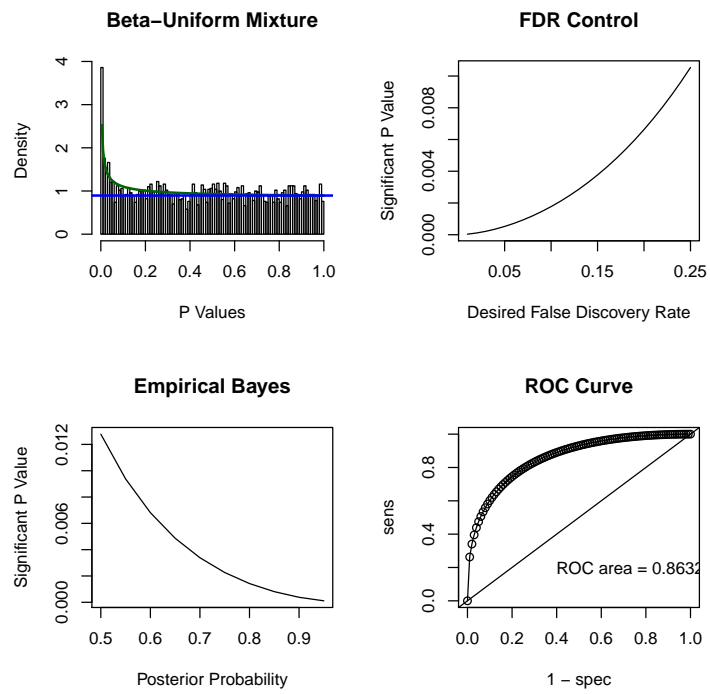 Beta−Uniform Mixture
Density
0
1
2
3
4
0.0 0.2 0.4 0.6 0.8 1.0
P Values
FDR Control
Significant P Value
0.000
0.004
0.008
0.05 0.15 0.25
Desired False Discovery Rate
Empirical Bayes
Significant P Value
0.000
0.006
0.012
0.5 0.6 0.7 0.8 0.9
Posterior Probability
ROC Curve
sens
0.0
0.4
0.8
ROC area = 0.8632
0.0 0.2 0.4 0.6 0.8 1.0
1 − spec